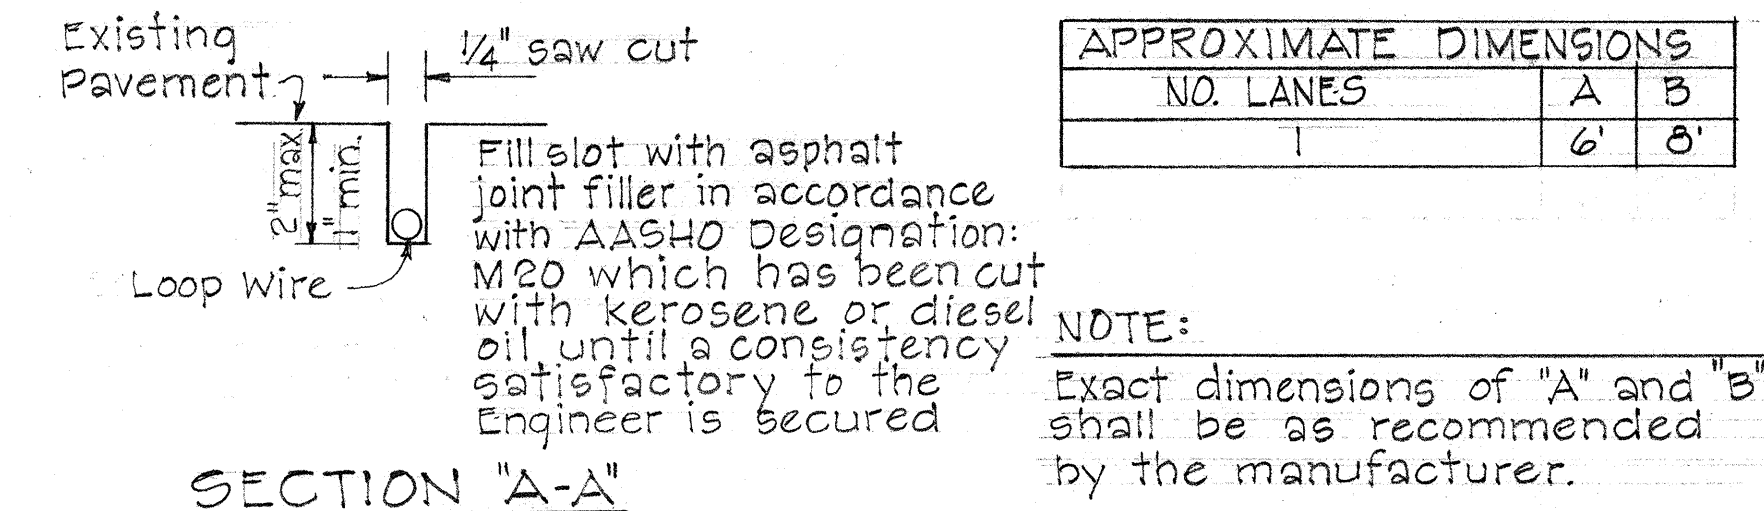 Existing
Pavement
1/4" saw cut
2" max
1" min.
Loop Wire
Fill slot with asphalt
joint filler in accordance
with AASHO Designation:
M20 which has been cut
with kerosene or diesel
oil until a consistency
satisfactory to the
Engineer is secured
SECTION "A-A"
APPROXIMATE DIMENSIONS
NO. LANES A B
1 6' 8'
NOTE:
Exact dimensions of "A" and "B"
shall be as recommended
by the manufacturer.